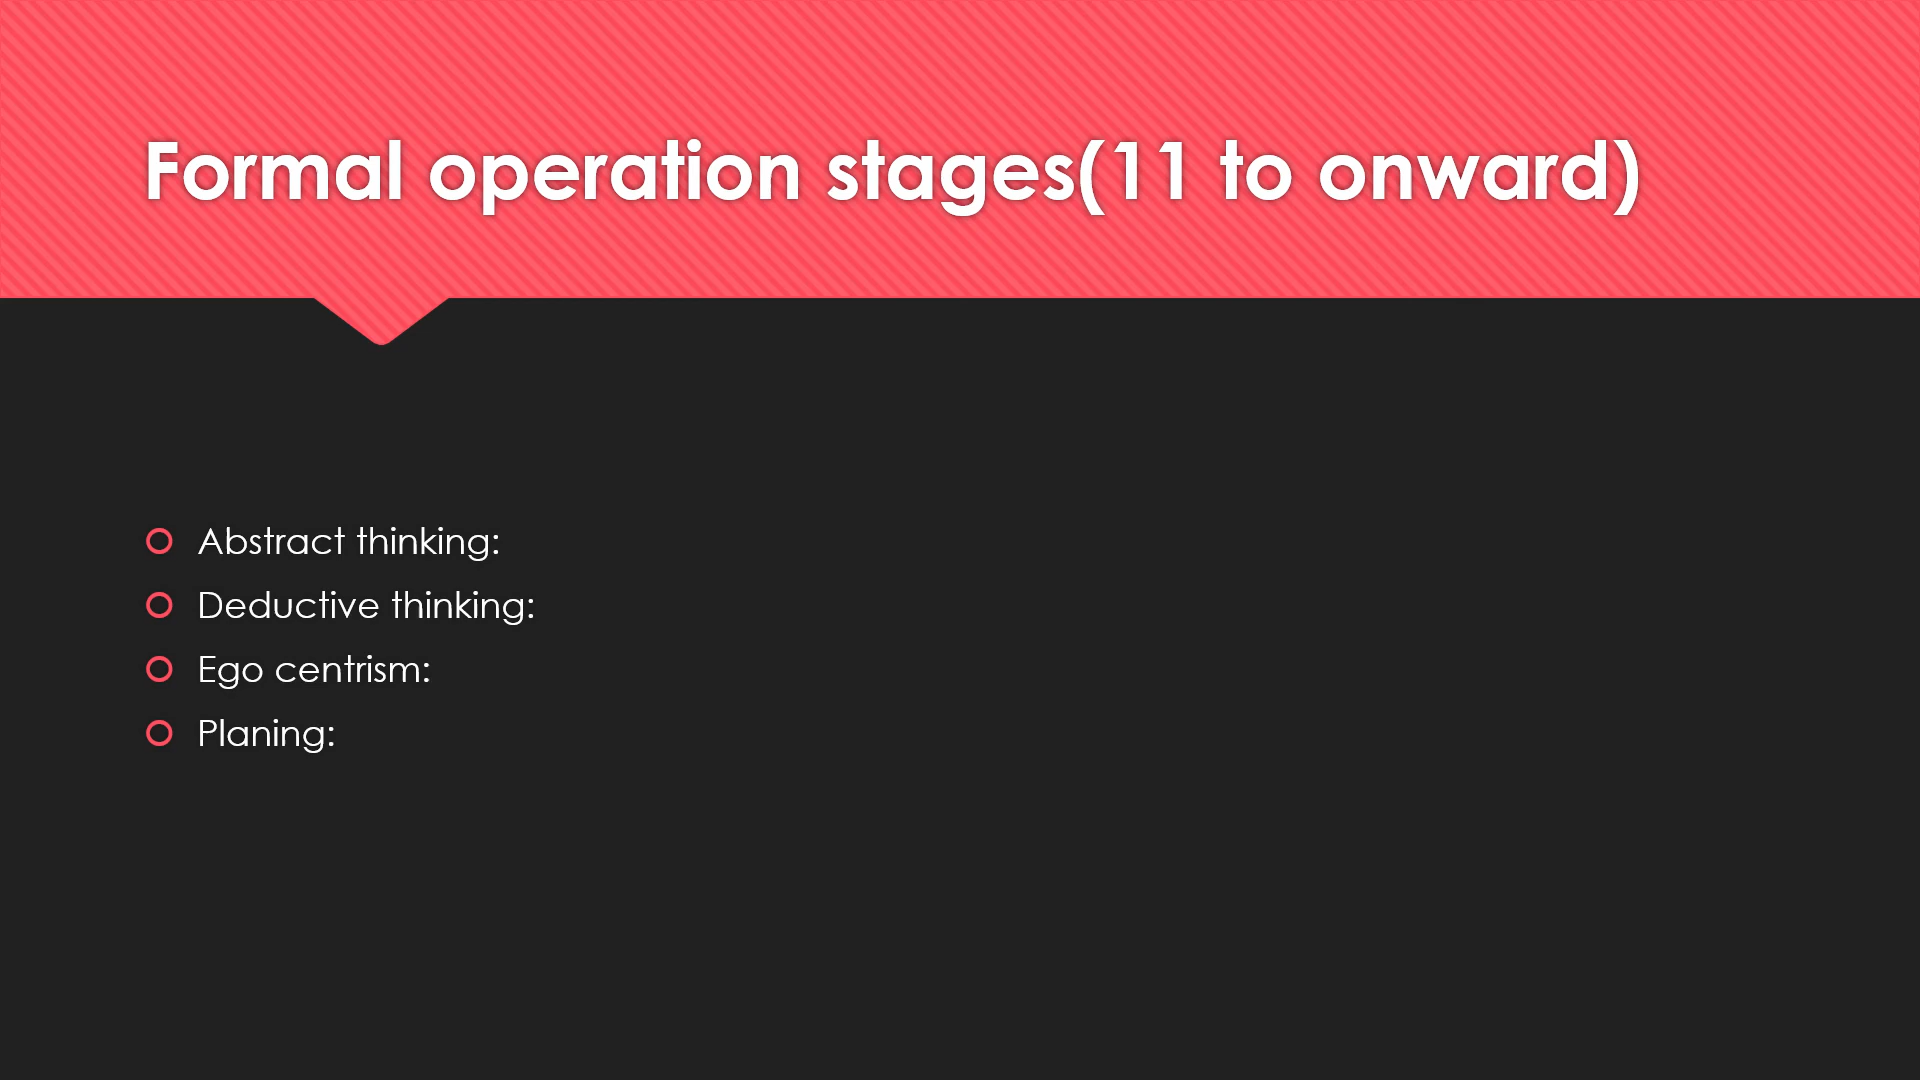 Formal operation stages(11 to onward)
Abstract thinking:
Deductive thinking:
Ego centrism:
Planing: